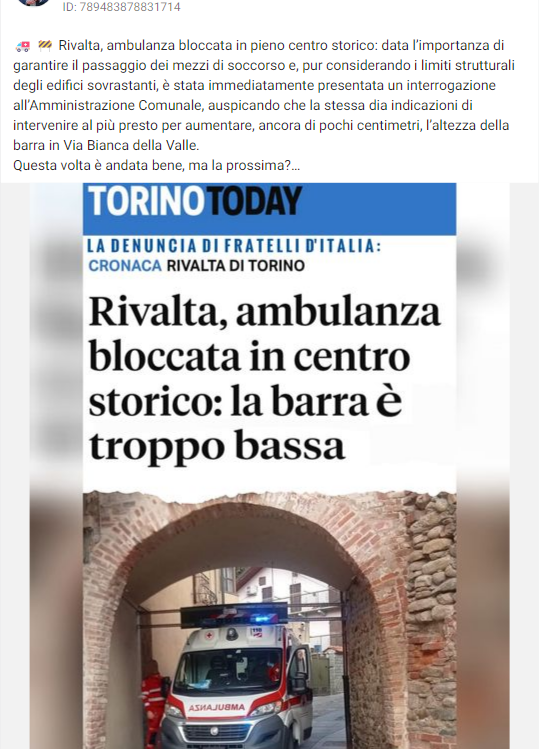 ID: 789483878831714
🚑 🚧 Rivalta, ambulanza bloccata in pieno centro storico: data l'importanza di
garantire il passaggio dei mezzi di soccorso e, pur considerando i limiti strutturali
degli edifici sovrastanti, è stata immediatamente presentata un interrogazione
all'Amministrazione Comunale, auspicando che la stessa dia indicazioni di
intervenire al più presto per aumentare, ancora di pochi centimetri, l'altezza della
barra in Via Bianca della Valle.
Questa volta è andata bene, ma la prossima?...
TORINOTODAY
LA DENUNCIA DI FRATELLI D'ITALIA:
CRONACA RIVALTA DI TORINO
Rivalta, ambulanza
bloccata in centro
storico: la barra è
troppo bassa
118
AMBULANZA